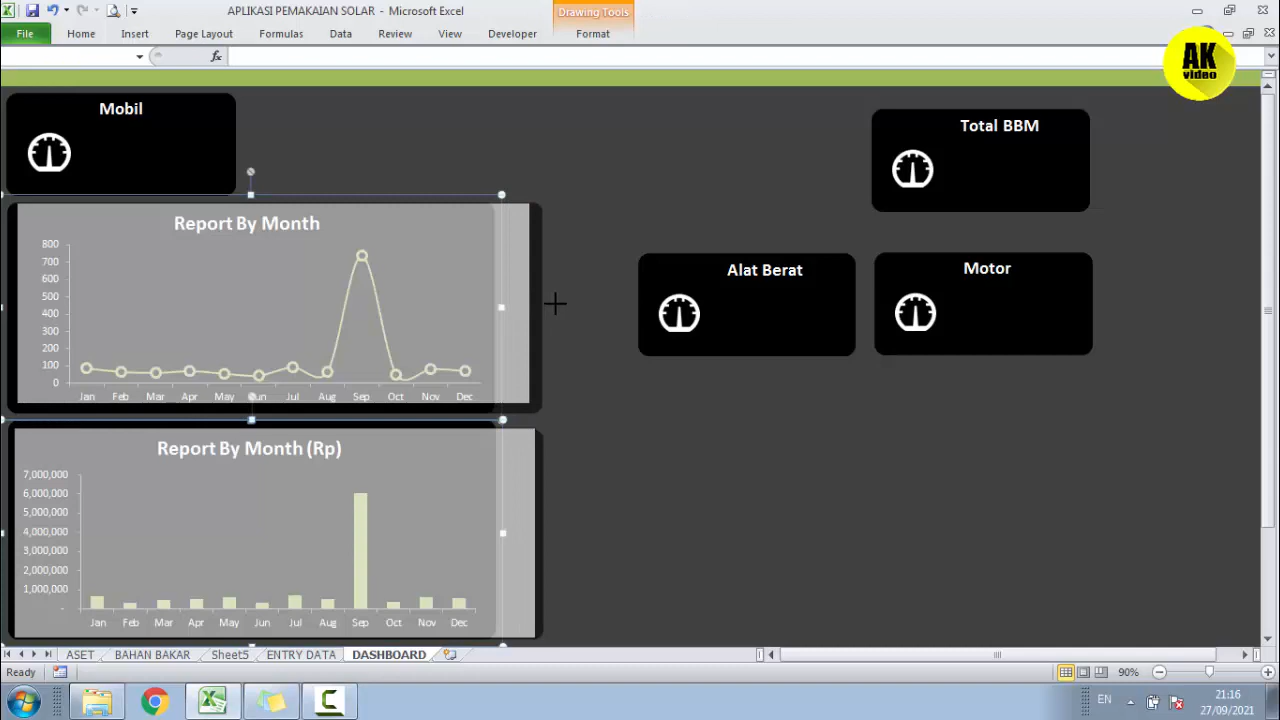 APLIKASI PEMAKAIAN SOLAR - Microsoft Excel
Drawing Tools
File Home Insert Page Layout Formulas Data Review View Developer Format
fx
AK
video
Mobil
Total BBM
Report By Month
800
700
600
500
400
300
200
100
0
Jan Feb Mar Apr May Jun Jul Aug Sep Oct Nov Dec
Alat Berat
Motor
Report By Month (Rp)
7,000,000
6,000,000
5,000,000
4,000,000
3,000,000
2,000,000
1,000,000
-
Jan Feb Mar Apr May Jun Jul Aug Sep Oct Nov Dec
ASET BAHAN BAKAR Sheet5 ENTRY DATA DASHBOARD
Ready
90%
EN
21:16
27/09/2021